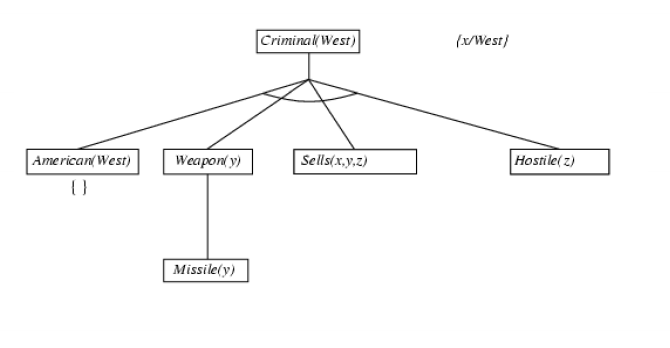 Criminal(West)
{x/West}
American(West)
Weapon(y)
Sells(x,y,z)
Hostile(z)
{ }
Missile(y)